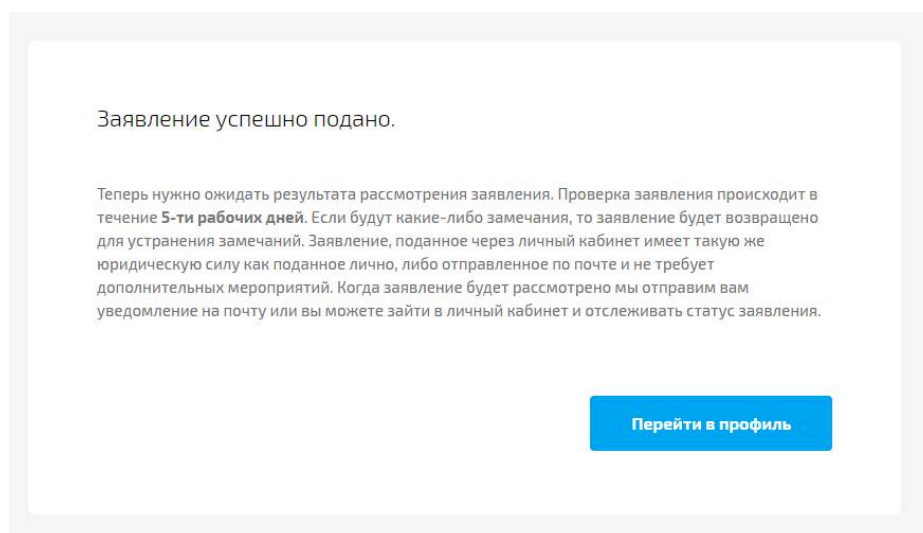 Заявление успешно подано.
Теперь нужно ожидать результата рассмотрения заявления. Проверка заявления происходит в
течение 5-ти рабочих дней. Если будут какие-либо замечания, то заявление будет возвращено
для устранения замечаний. Заявление, поданное через личный кабинет имеет такую же
юридическую силу как поданное лично, либо отправленное по почте и не требует
дополнительных мероприятий. Когда заявление будет рассмотрено мы отправим вам
уведомление на почту или вы можете зайти в личный кабинет и отслеживать статус заявления.
Перейти в профиль